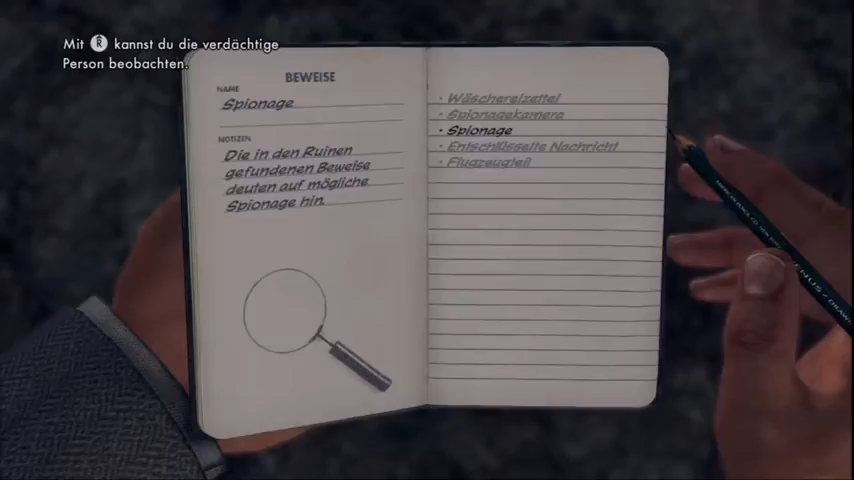 Mit R kannst du die verdächtige
Person beobachten.
BEWEISE
NAME
Spionage
NOTIZEN
Die in den Ruinen
gefundenen Beweise
deuten auf mögliche
Spionage hin.
· Wäschereizettel
· Spionagekamera
· Spionage
· Entschlüsselte Nachricht
· Flugzeugteil
VENUS